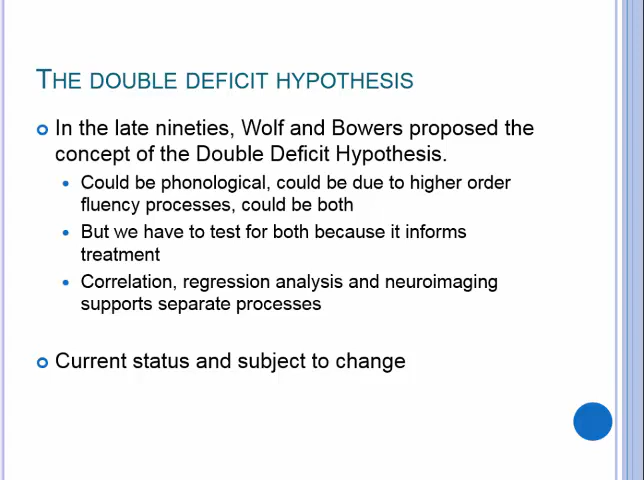 THE DOUBLE DEFICIT HYPOTHESIS
In the late nineties, Wolf and Bowers proposed the
concept of the Double Deficit Hypothesis.
Could be phonological, could be due to higher order
fluency processes, could be both
But we have to test for both because it informs
treatment
Correlation, regression analysis and neuroimaging
supports separate processes
Current status and subject to change